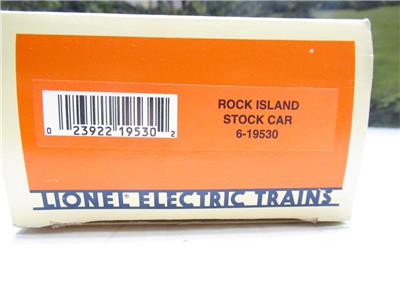 ROCK ISLAND
STOCK CAR
6-19530
0 23922 19530 2
LIONEL® ELECTRIC TRAINS